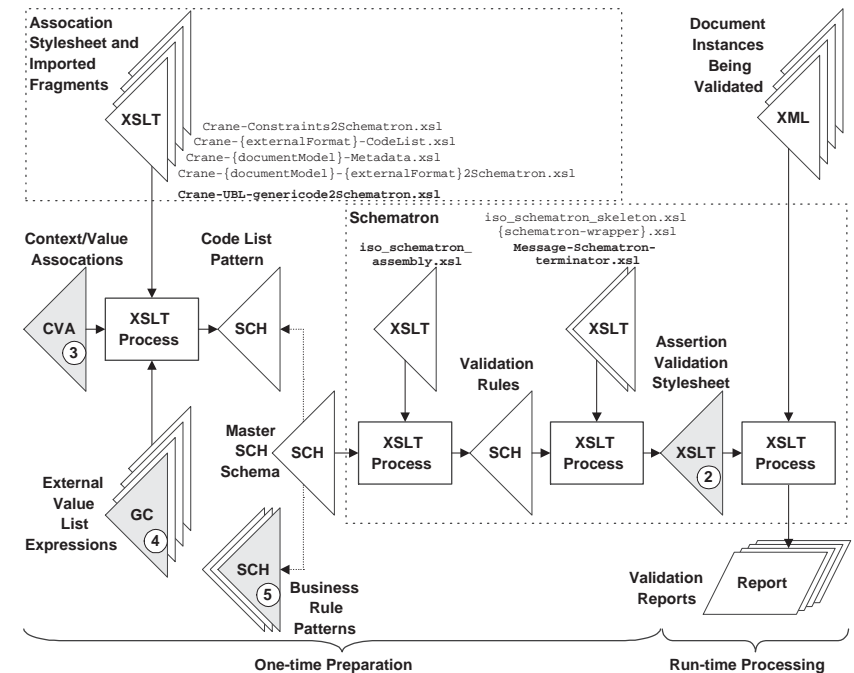 Assocation
Stylesheet and
Imported
Fragments
XSLT
Crane-Constraints2Schematron.xsl
Crane-{externalFormat}-CodeList.xsl
Crane-{documentModel}-Metadata.xsl
Crane-{documentModel}-{externalFormat}2Schematron.xsl
Crane-UBL-genericode2Schematron.xsl
Document
Instances
Being
Validated
XML
Context/Value
Assocations
CVA
3
XSLT
Process
Code List
Pattern
SCH
Schematron
iso_schematron_
assembly.xsl
XSLT
iso_schematron_skeleton.xsl
{schematron-wrapper}.xsl
Message-Schematron-
terminator.xsl
XSLT
Master
SCH
Schema
SCH
XSLT
Process
Validation
Rules
SCH
XSLT
Process
Assertion
Validation
Stylesheet
XSLT
2
XSLT
Process
External
Value
List
Expressions
GC
4
SCH
5
Business
Rule
Patterns
Validation
Reports
Report
One-time Preparation
Run-time Processing